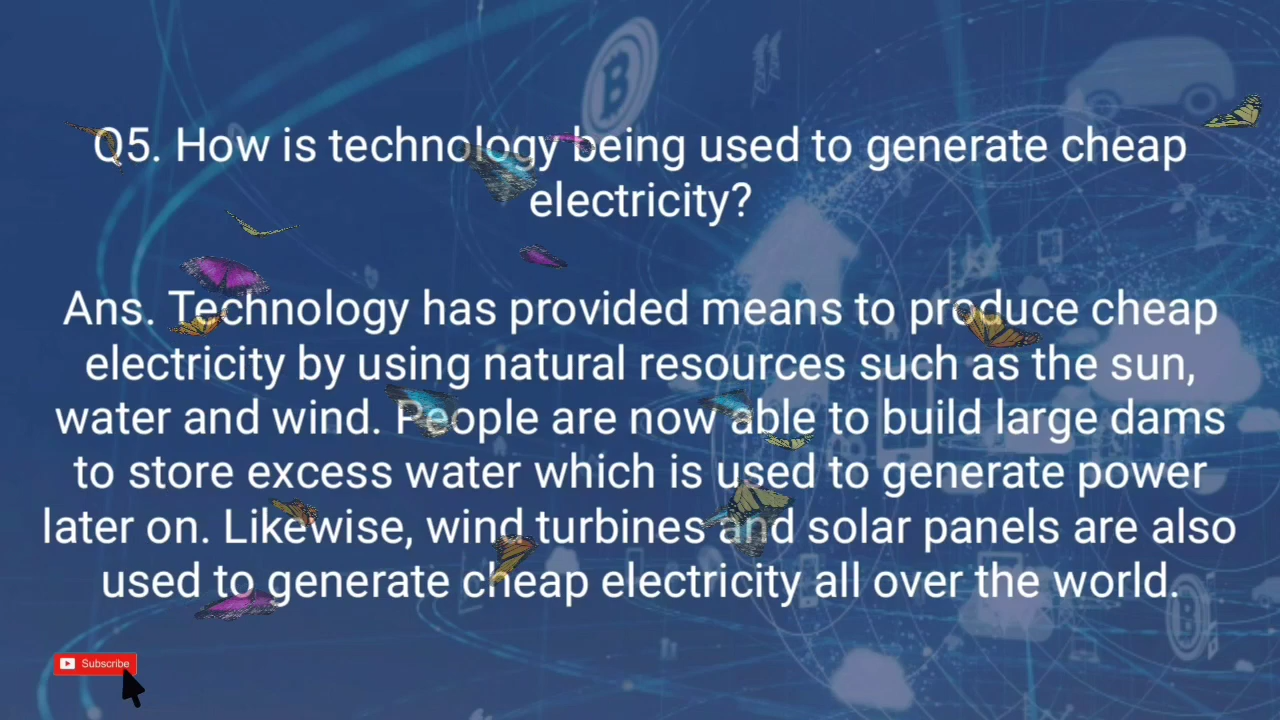 Q5. How is technology being used to generate cheap
electricity?
Ans. Technology has provided means to produce cheap
electricity by using natural resources such as the sun,
water and wind. People are now able to build large dams
to store excess water which is used to generate power
later on. Likewise, wind turbines and solar panels are also
used to generate cheap electricity all over the world.
Subscribe